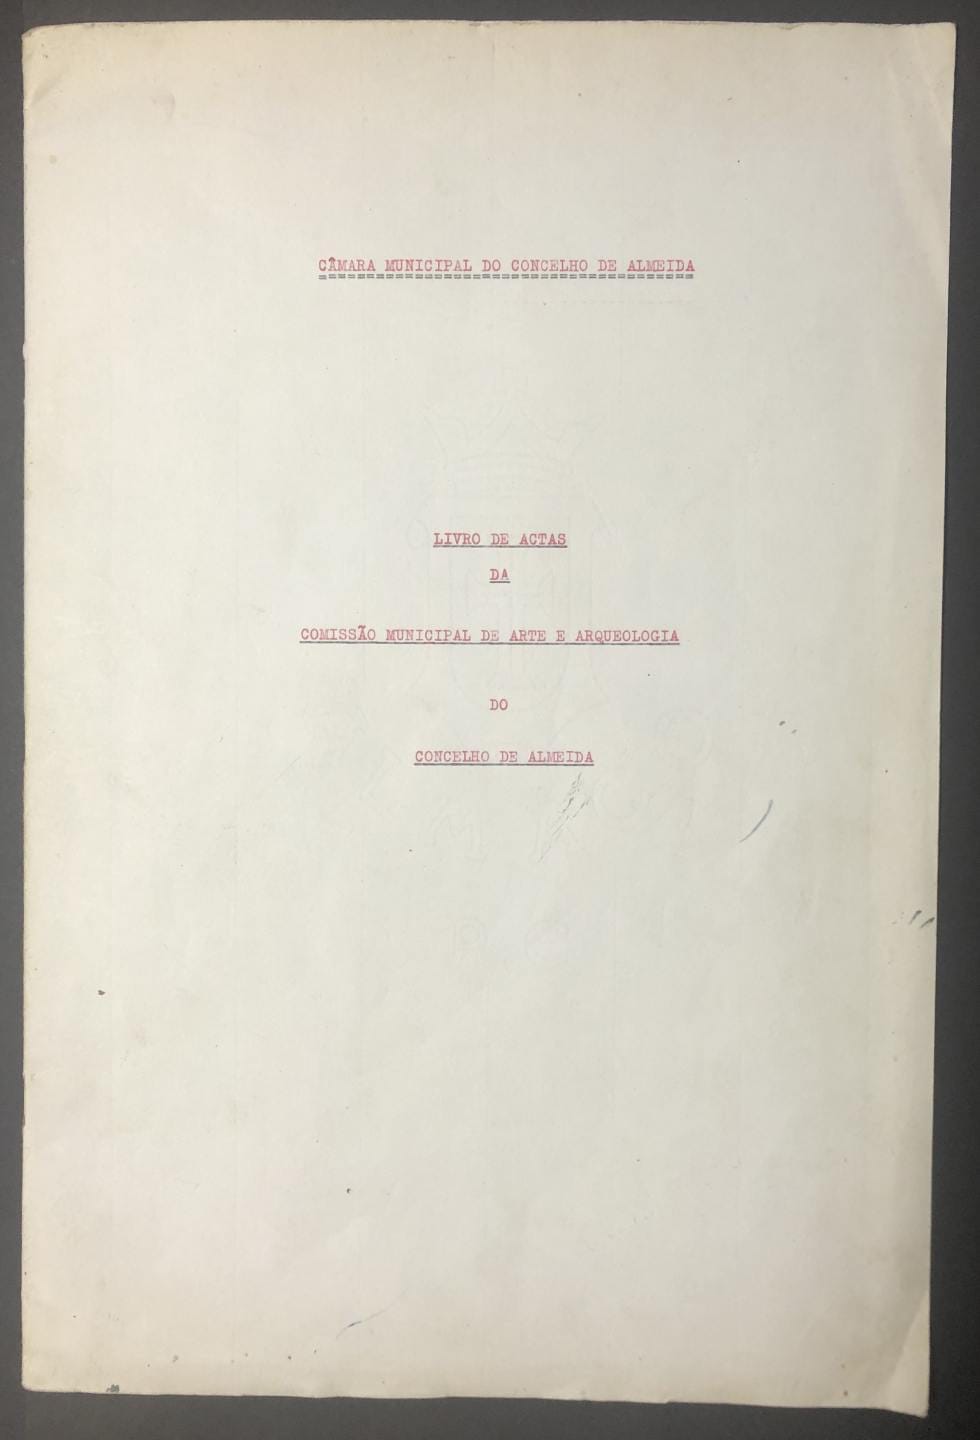 CÂMARA MUNICIPAL DO CONCELHO DE ALMEIDA
LIVRO DE ACTAS
DA
COMISSÃO MUNICIPAL DE ARTE E ARQUEOLOGIA
DO
CONCELHO DE ALMEIDA